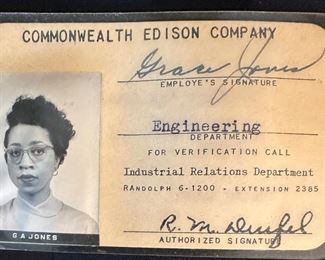 COMMONWEALTH EDISON COMPANY
Grace Jones
EMPLOYE'S SIGNATURE
Engineering
DEPARTMENT
FOR VERIFICATION CALL
Industrial Relations Department
RANDOLPH 6-1200 - EXTENSION 2385
R. M.
AUTHORIZED SIGNATURE
G A JONES